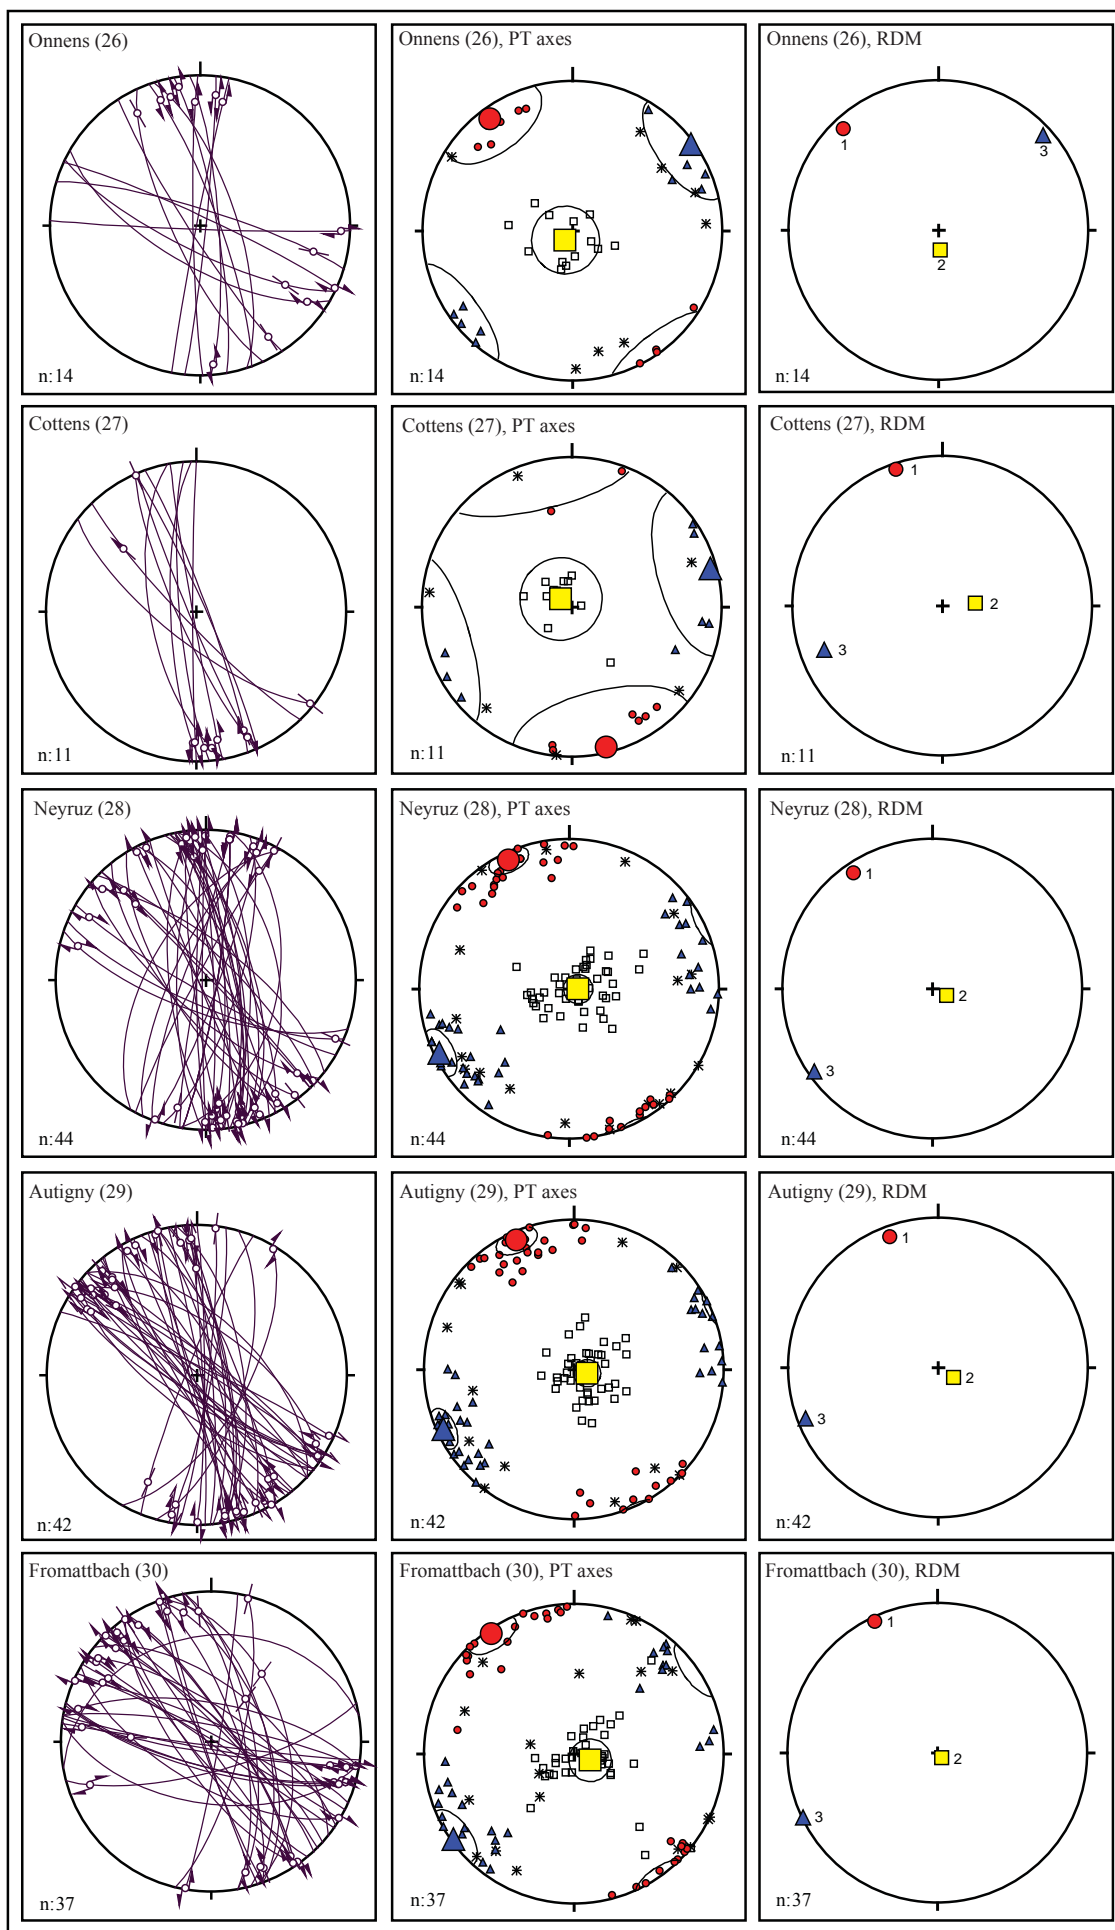 Onnens (26)
n:14
Onnens (26), PT axes
n:14
Onnens (26), RDM
1
3
2
n:14
Cottens (27)
n:11
Cottens (27), PT axes
n:11
Cottens (27), RDM
1
2
3
n:11
Neyruz (28)
n:44
Neyruz (28), PT axes
n:44
Neyruz (28), RDM
1
2
3
n:44
Autigny (29)
n:42
Autigny (29), PT axes
n:42
Autigny (29), RDM
1
2
3
n:42
Fromattbach (30)
n:37
Fromattbach (30), PT axes
n:37
Fromattbach (30), RDM
1
2
3
n:37